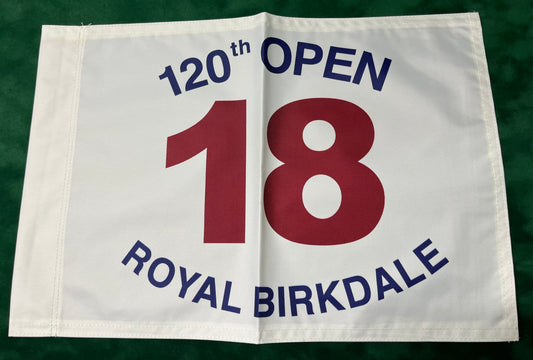 120th OPEN
18
ROYAL BIRKDALE